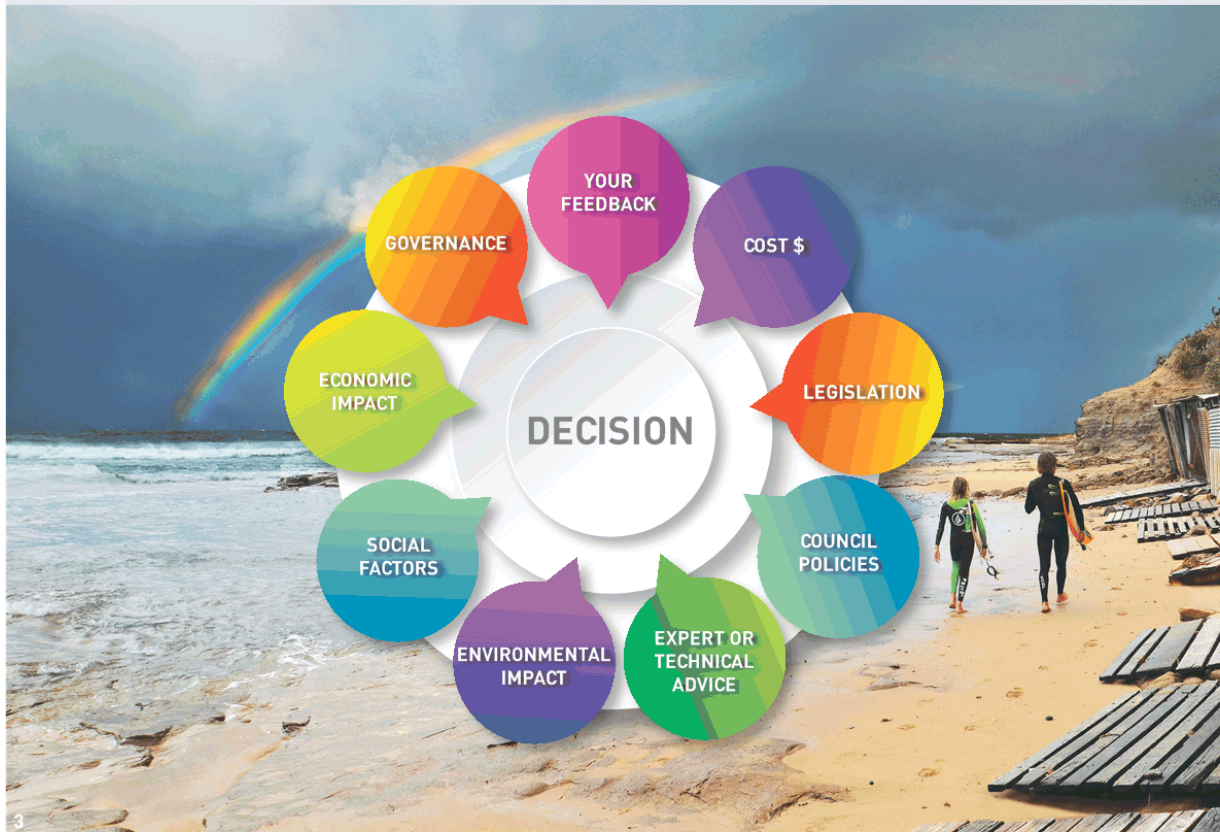 YOUR
FEEDBACK
COST $
LEGISLATION
COUNCIL
POLICIES
EXPERT OR
TECHNICAL
ADVICE
ENVIRONMENTAL
IMPACT
SOCIAL
FACTORS
ECONOMIC
IMPACT
GOVERNANCE
DECISION
3